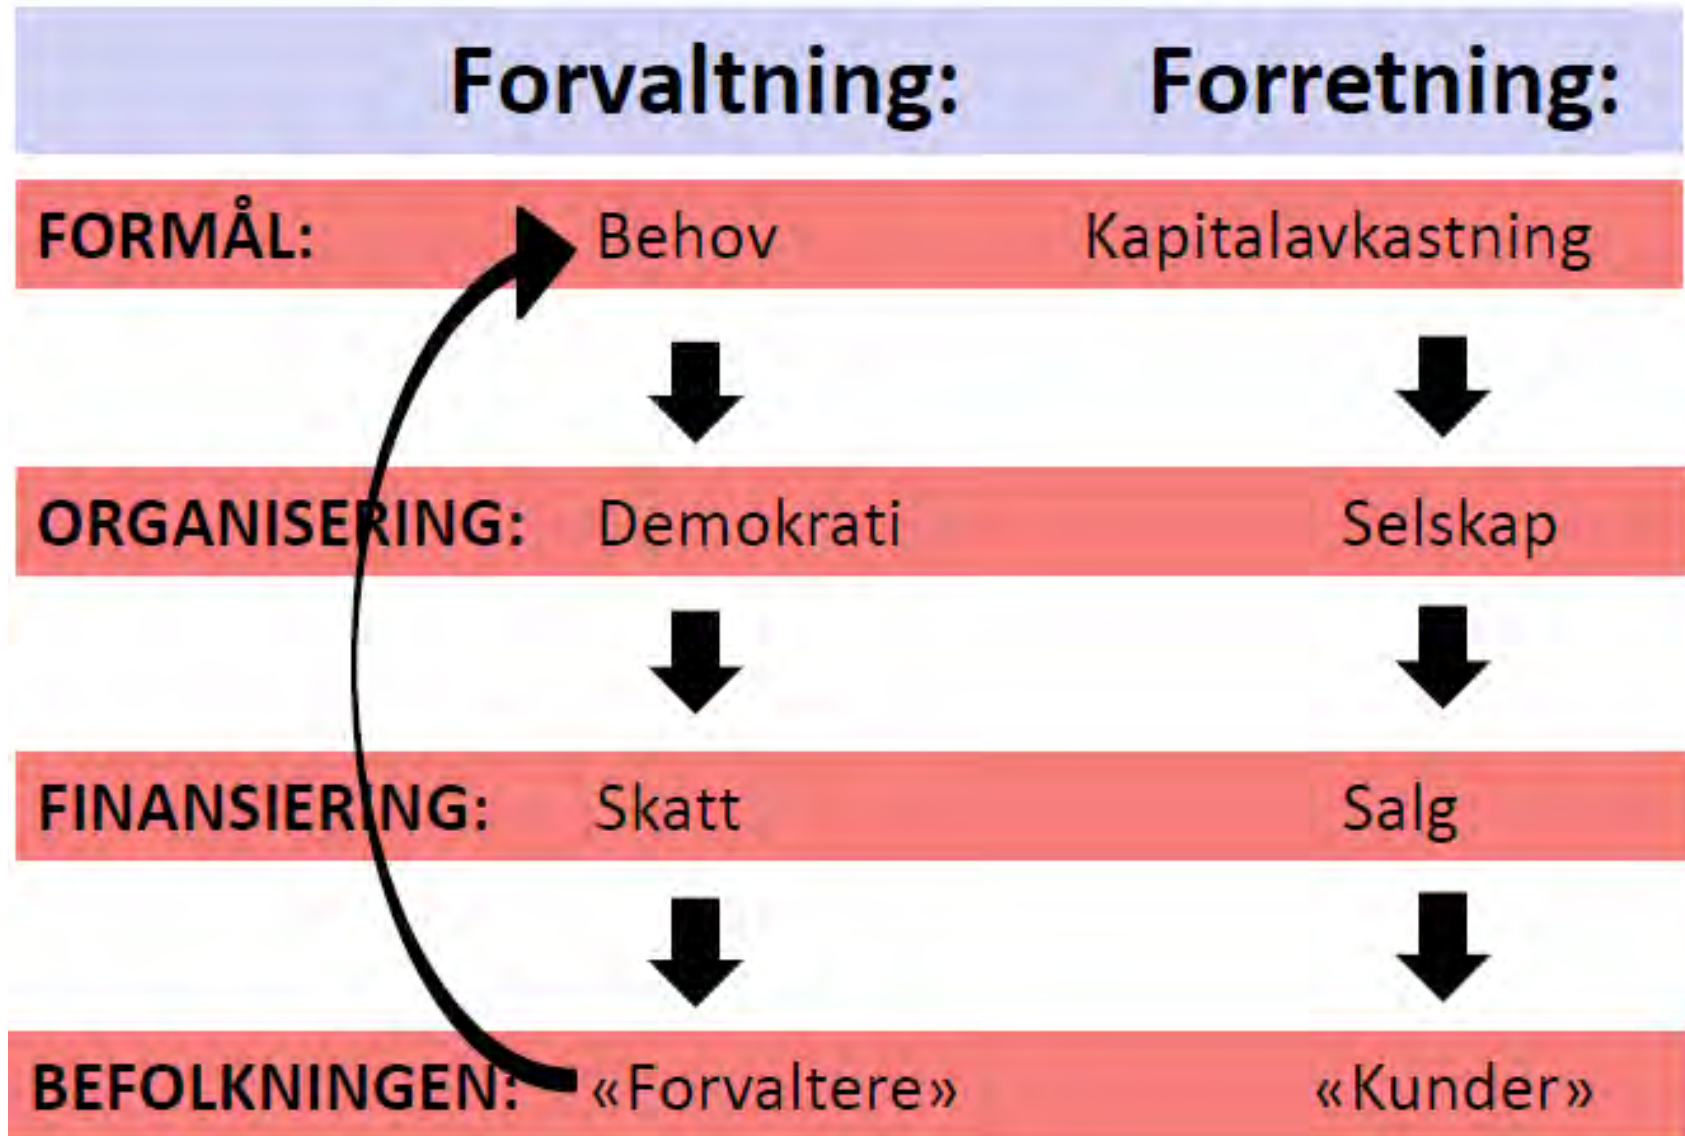 Forvaltning: Forretning:
FORMÅL: Behov Kapitalavkastning
ORGANISERING: Demokrati Selskap
FINANSIERING: Skatt Salg
BEFOLKNINGEN: «Forvaltere» «Kunder»